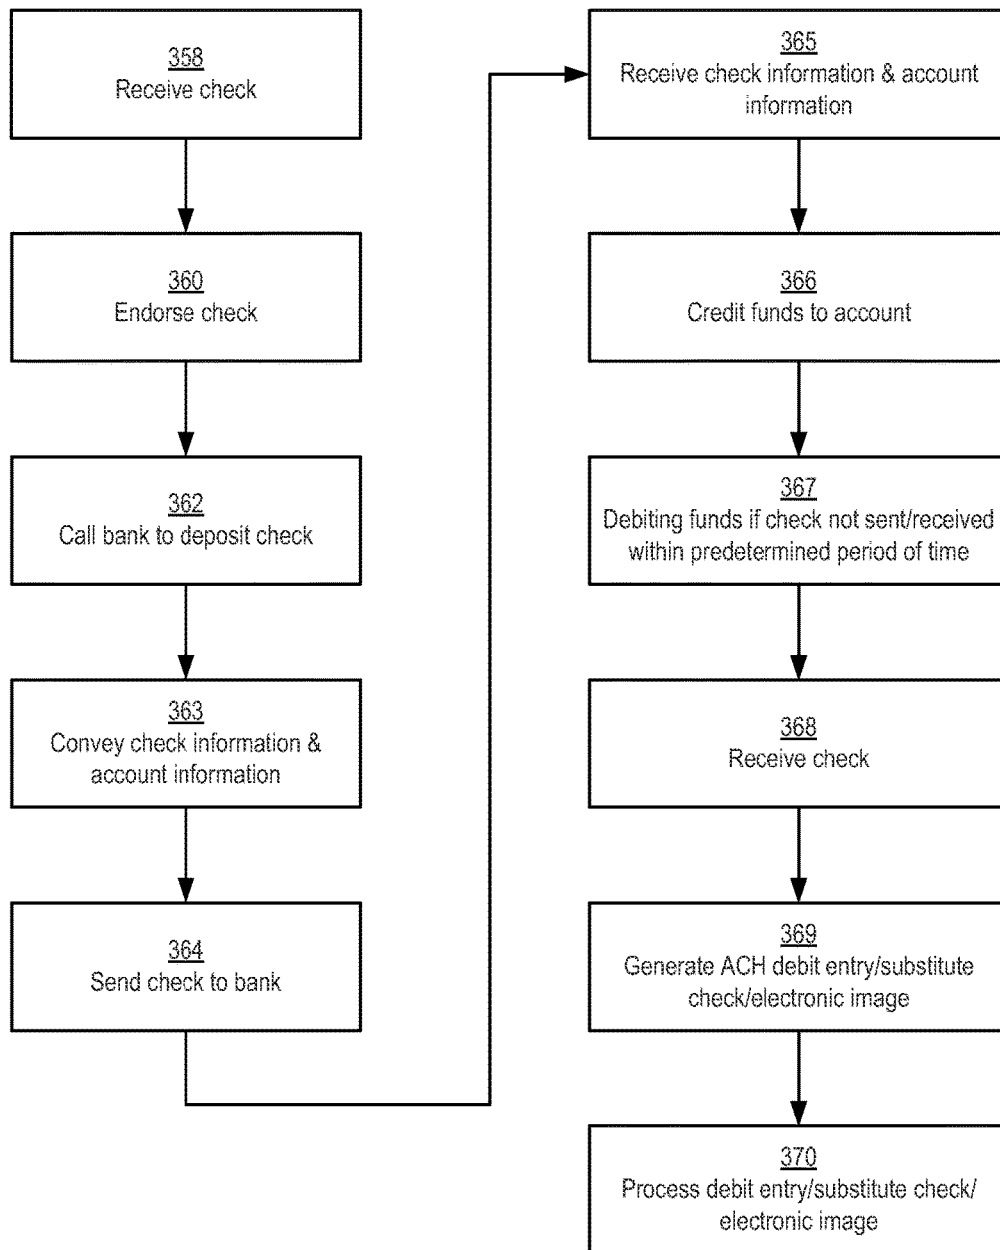 358
Receive check
360
Endorse check
362
Call bank to deposit check
363
Convey check information &
account information
364
Send check to bank
365
Receive check information & account
information
366
Credit funds to account
367
Debiting funds if check not sent/received
within predetermined period of time
368
Receive check
369
Generate ACH debit entry/substitute
check/electronic image
370
Process debit entry/substitute check/
electronic image